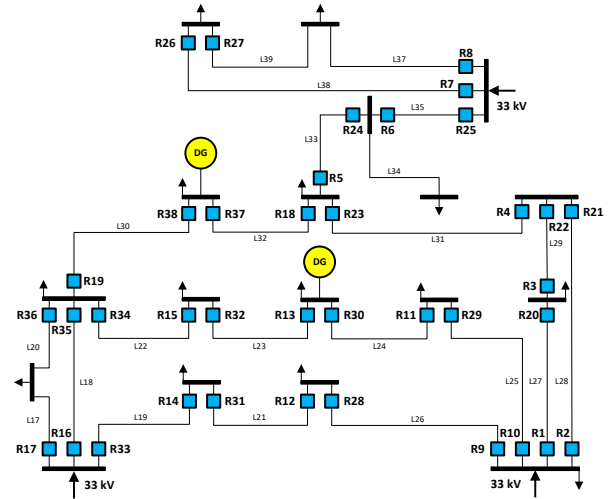 R26 R27
L39
L37
R8
L38
R7
33 kV
R24 R6
L35
R25
L33
DG
L34
R5
R38 R37
R18 R23
R4
R22
R21
L30
L32
L31
L29
R19
DG
R3
R36
R35
R34
R15 R32
R13 R30
R11 R29
R20
L20
L22
L23
L24
L18
L25
L27
L28
R14 R31
R12 R28
L17
L19
L21
L26
R17
R16
R33
R9
R10
R1
R2
33 kV
33 kV